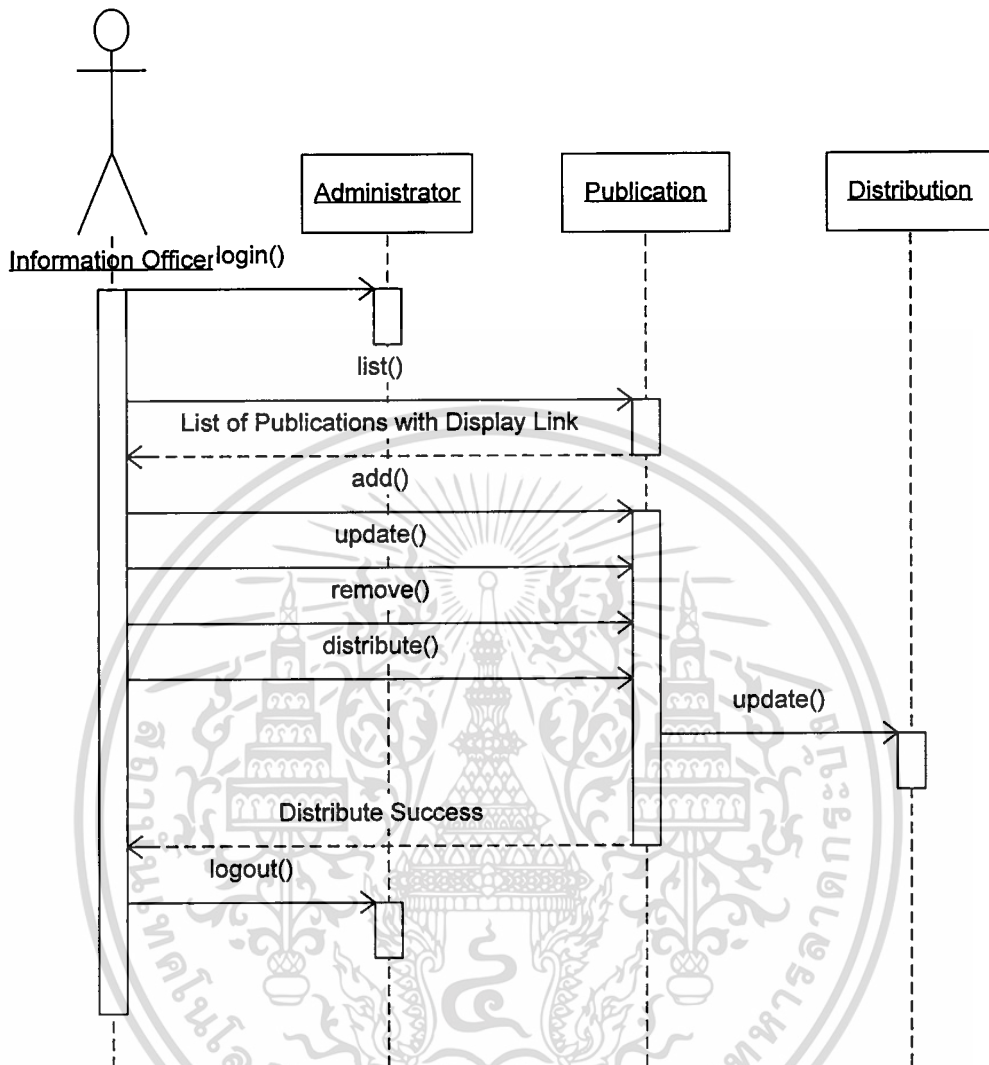 Administrator
Publication
Distribution
Information Officer
login()
list()
List of Publications with Display Link
add()
update()
remove()
distribute()
update()
Distribute Success
logout()